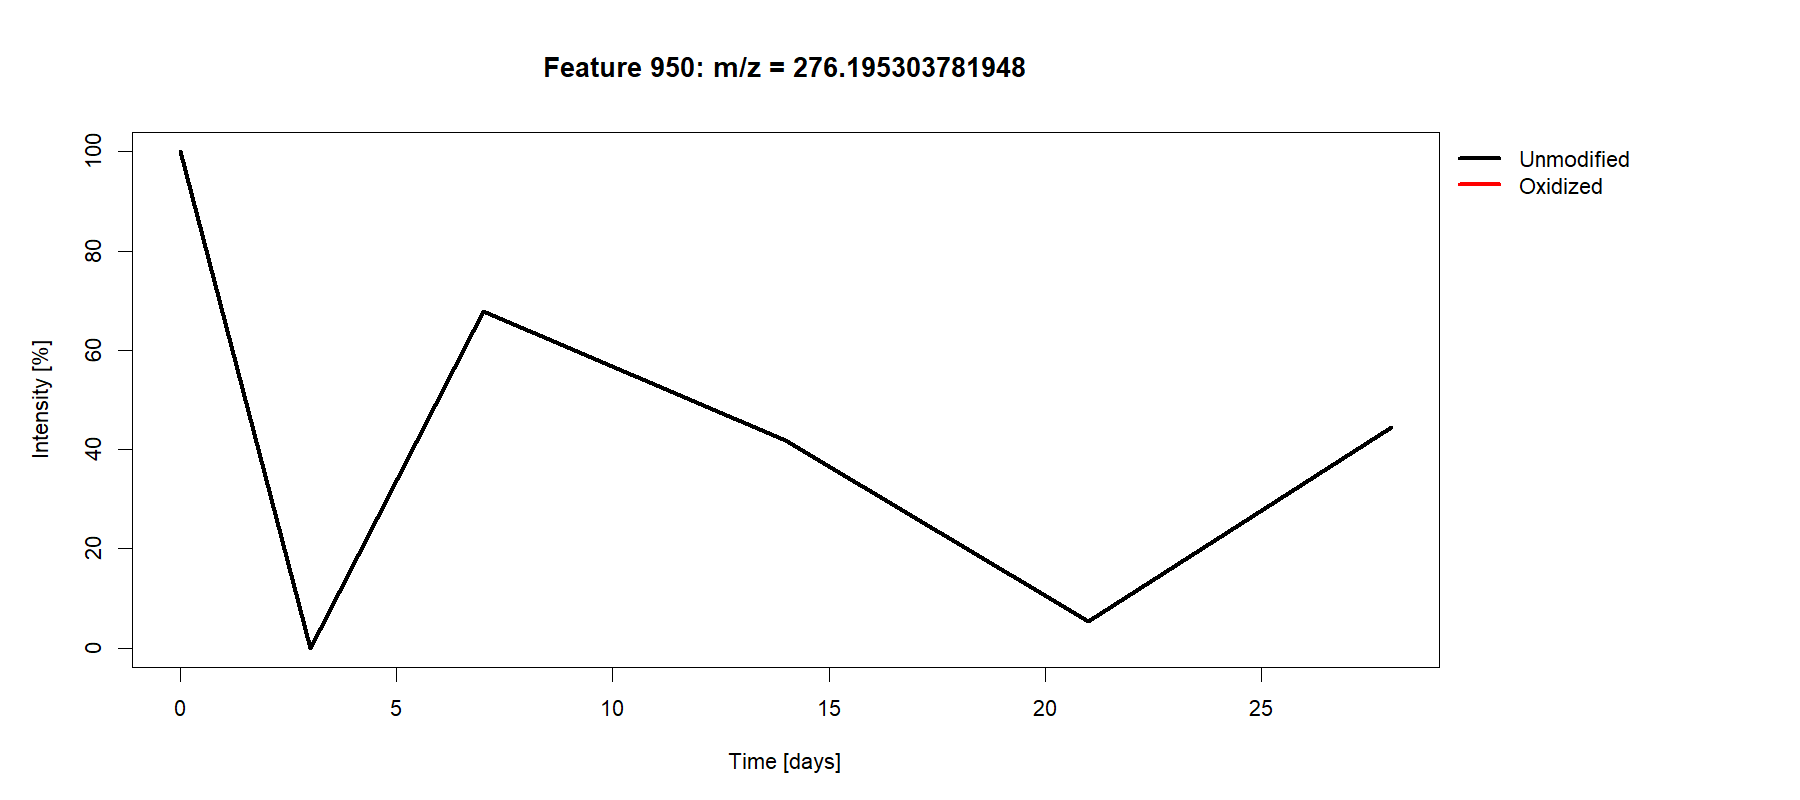 Feature 950: m/z = 276.195303781948
Unmodified
Oxidized
Intensity [%]
100
80
60
40
20
0
0 5 10 15 20 25
Time [days]